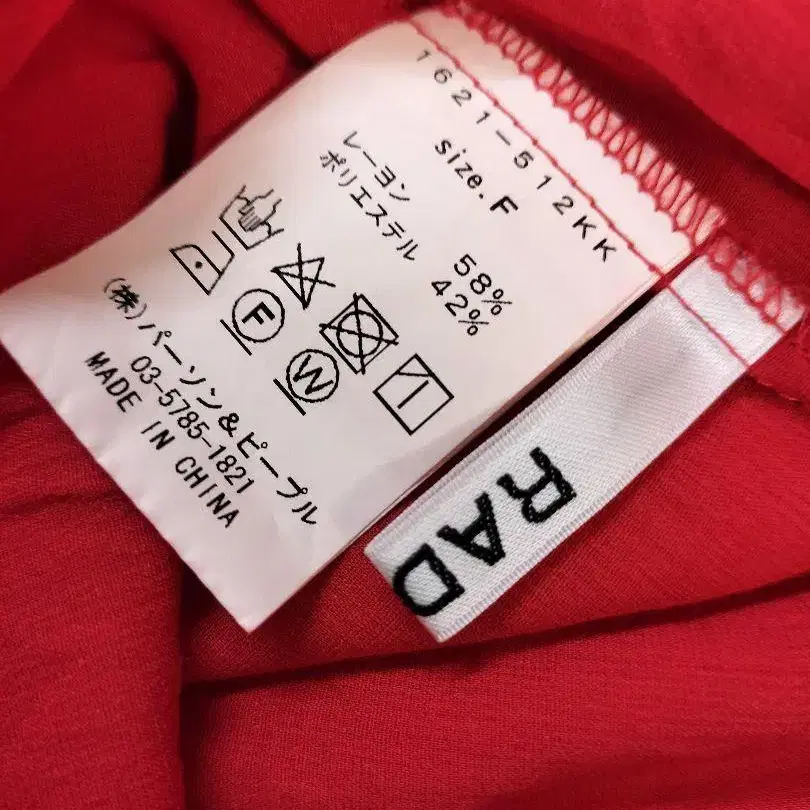 1621-512KK
size.F
レーヨン 58%
ポリエステル 42%
F
W
(株)パーソン&ピープル
03-5785-1821
MADE IN CHINA
RAD